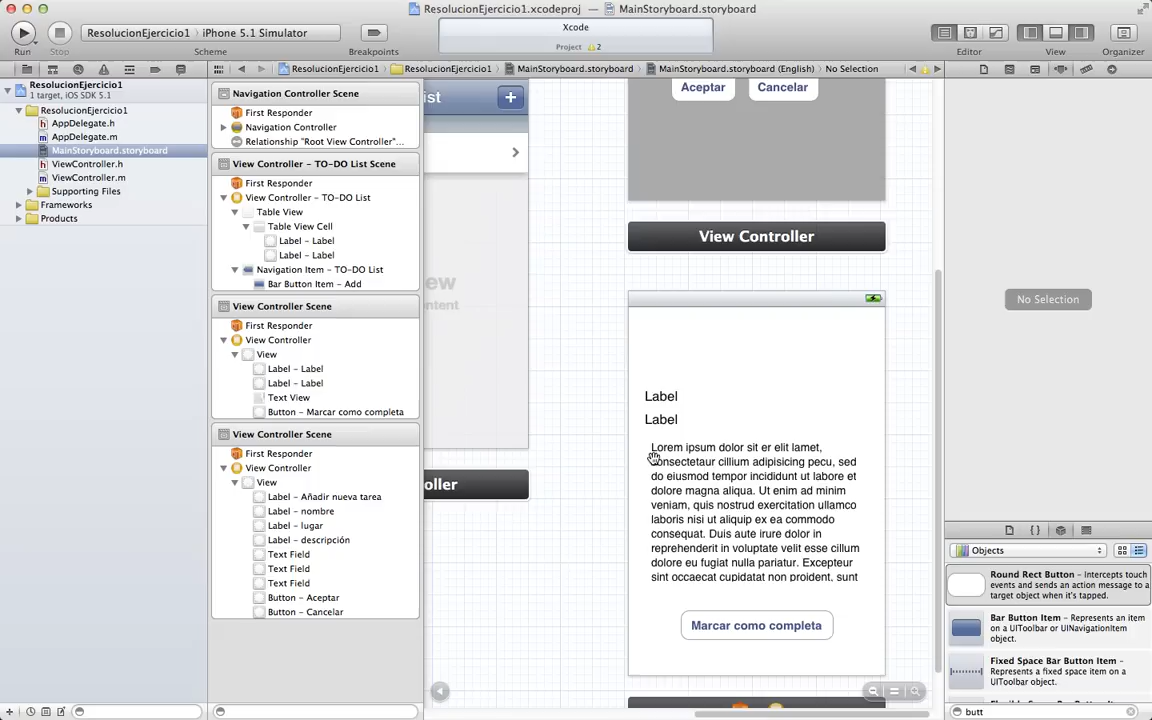 ResolucionEjercicio1.xcodeproj — MainStoryboard.storyboard
ResolucionEjercicio1 iPhone 5.1 Simulator
Xcode
Project 2
Run
Stop
Scheme
Breakpoints
Editor
View
Organizer
ResolucionEjercicio1
ResolucionEjercicio1
MainStoryboard.storyboard
MainStoryboard.storyboard (English)
No Selection
ResolucionEjercicio1
1 target, iOS SDK 5.1
ResolucionEjercicio1
AppDelegate.h
AppDelegate.m
MainStoryboard.storyboard
ViewController.h
ViewController.m
Supporting Files
Frameworks
Products
Navigation Controller Scene
First Responder
Navigation Controller
Relationship "Root View Controller"...
View Controller – TO-DO List Scene
First Responder
View Controller – TO-DO List
Table View
Table View Cell
Label – Label
Label – Label
Navigation Item – TO-DO List
Bar Button Item – Add
View Controller Scene
First Responder
View Controller
View
Label – Label
Label – Label
Text View
Button – Marcar como completa
View Controller Scene
First Responder
View Controller
View
Label – Añadir nueva tarea
Label – nombre
Label – lugar
Label – descripción
Text Field
Text Field
Text Field
Button – Aceptar
Button – Cancelar
ist
ew
ntent
oller
Aceptar
Cancelar
View Controller
Label
Label
Lorem ipsum dolor sit er elit lamet,
consectetaur cillium adipisicing pecu, sed
do eiusmod tempor incididunt ut labore et
dolore magna aliqua. Ut enim ad minim
veniam, quis nostrud exercitation ullamco
laboris nisi ut aliquip ex ea commodo
consequat. Duis aute irure dolor in
reprehenderit in voluptate velit esse cillum
dolore eu fugiat nulla pariatur. Excepteur
sint occaecat cupidatat non proident, sunt
Marcar como completa
No Selection
Objects
Round Rect Button – Intercepts touch
events and sends an action message to a
target object when it's tapped.
Bar Button Item – Represents an item
on a UIToolbar or UINavigationItem
object.
Fixed Space Bar Button Item –
Represents a fixed space item on a
UIToolbar object.
butt